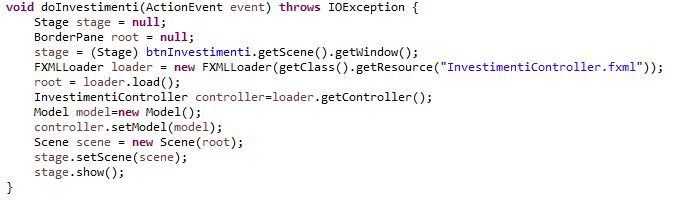 void doInvestimenti(ActionEvent event) throws IOException {
    Stage stage = null;
    BorderPane root = null;
    stage = (Stage) btnInvestimenti.getScene().getWindow();
    FXMLLoader loader = new FXMLLoader(getClass().getResource("InvestimentiController.fxml"));
    root = loader.load();
    InvestimentiController controller=loader.getController();
    Model model=new Model();
    controller.setModel(model);
    Scene scene = new Scene(root);
    stage.setScene(scene);
    stage.show();
}